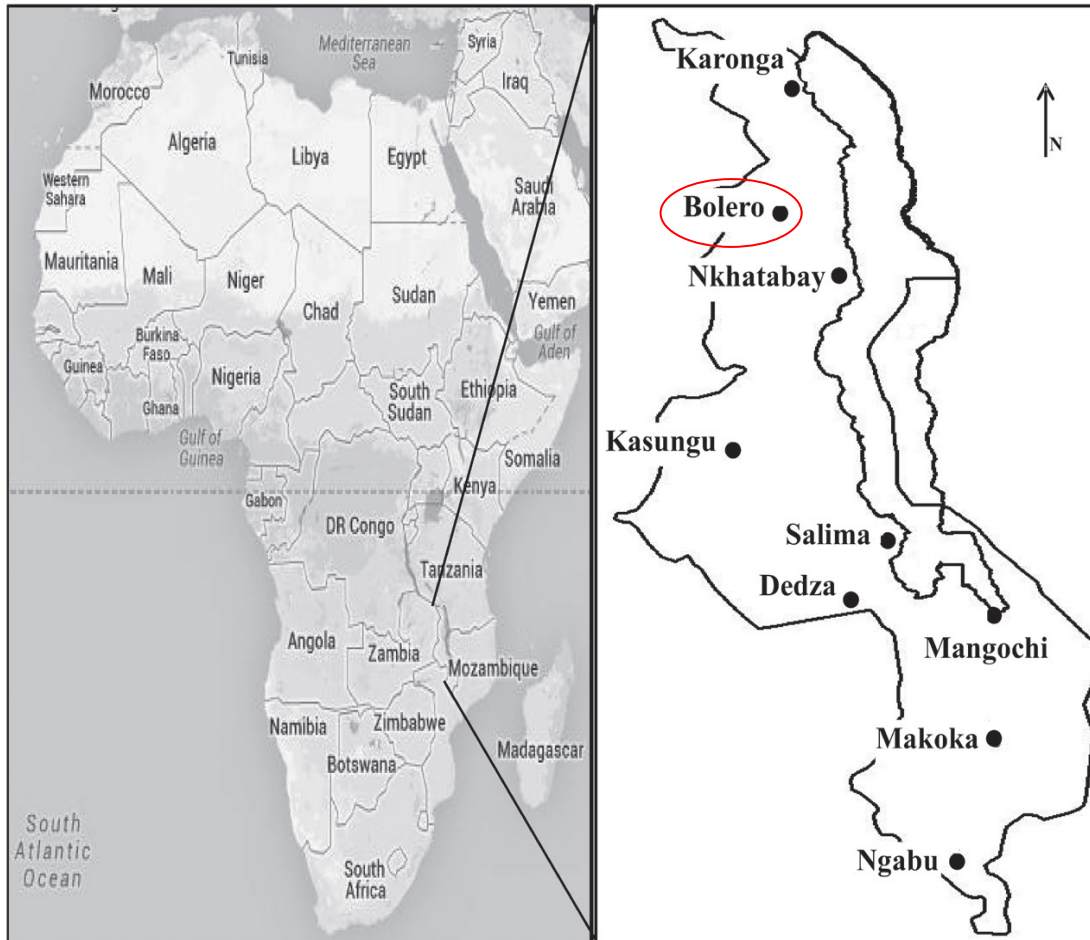 Mediterranean
Sea
Syria
Iraq
Tunisia
Morocco
Algeria
Libya
Egypt
Western
Sahara
Saudi
Arabia
Mauritania
Mali
Niger
Chad
Sudan
Yemen
Gulf of
Aden
Burkina
Faso
Guinea
Nigeria
Ghana
South
Sudan
Ethiopia
Gulf of
Guinea
Somalia
Gabon
Kenya
DR Congo
Tanzania
Angola
Zambia
Mozambique
Namibia
Zimbabwe
Madagascar
Botswana
South
Atlantic
Ocean
South
Africa
Karonga
N
Bolero
Nkhatabay
Kasungu
Salima
Dedza
Mangochi
Makoka
Ngabu